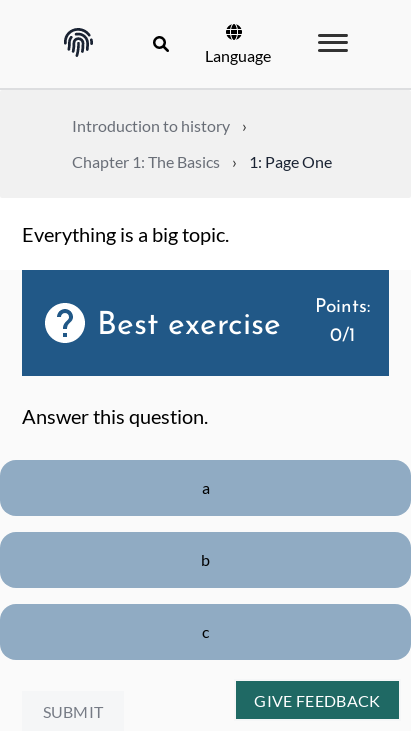 Language
Introduction to history ›
Chapter 1: The Basics › 1: Page One
Everything is a big topic.
Best exercise
Points:
0/1
Answer this question.
a
b
c
SUBMIT
GIVE FEEDBACK